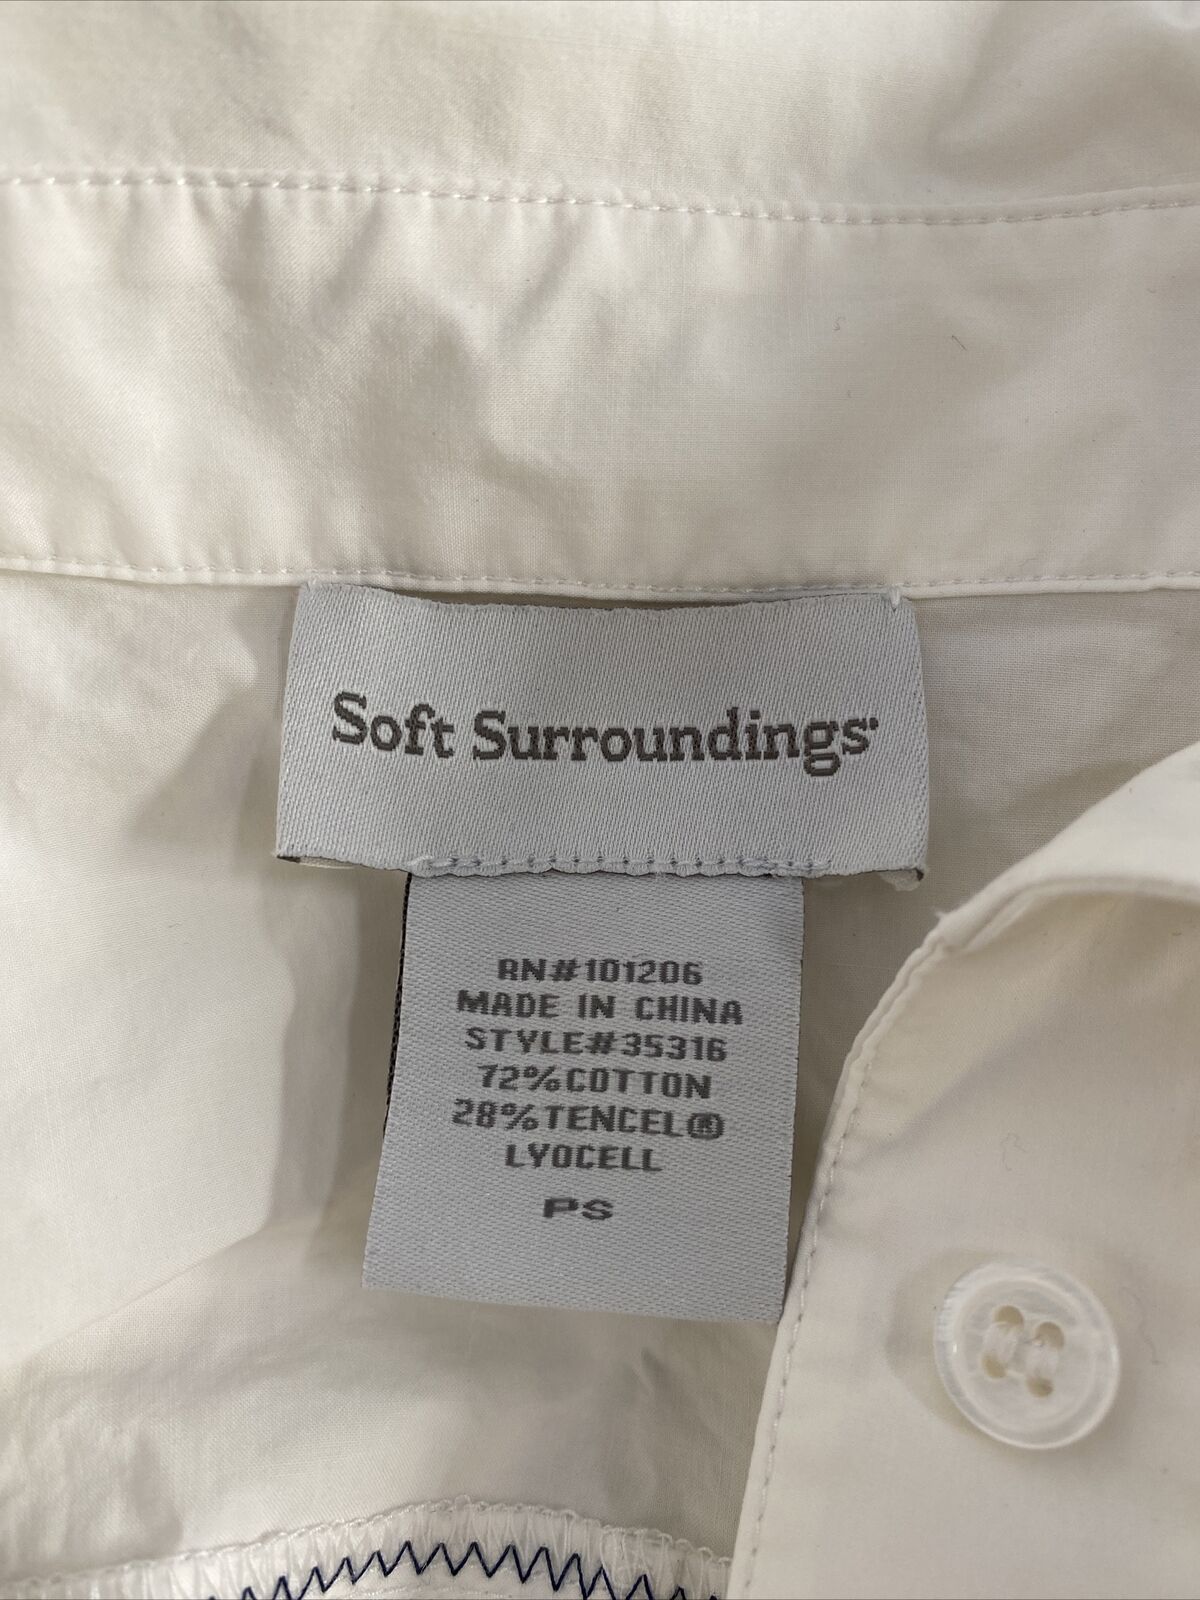 Soft Surroundings
RN#101206
MADE IN CHINA
STYLE#35316
72%COTTON
28%TENCEL®
LYOCELL
PS